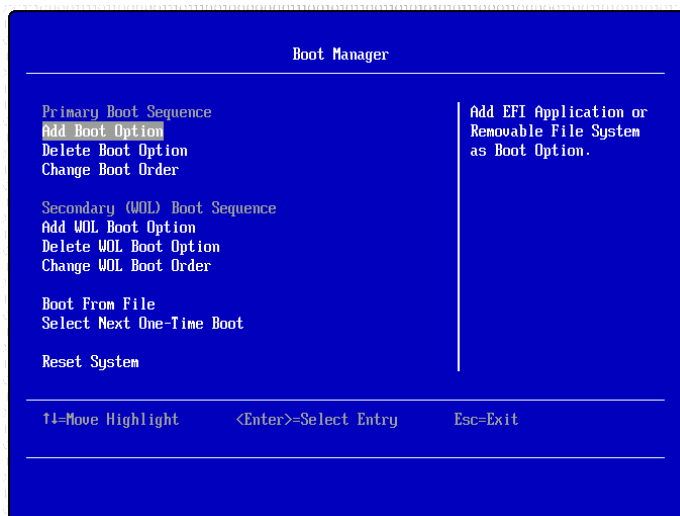 Boot Manager
Primary Boot Sequence
Add Boot Option
Delete Boot Option
Change Boot Order
Secondary (WOL) Boot Sequence
Add WOL Boot Option
Delete WOL Boot Option
Change WOL Boot Order
Boot From File
Select Next One-Time Boot
Reset System
Add EFI Application or
Removable File System
as Boot Option.
↑↓=Move Highlight <Enter>=Select Entry Esc=Exit